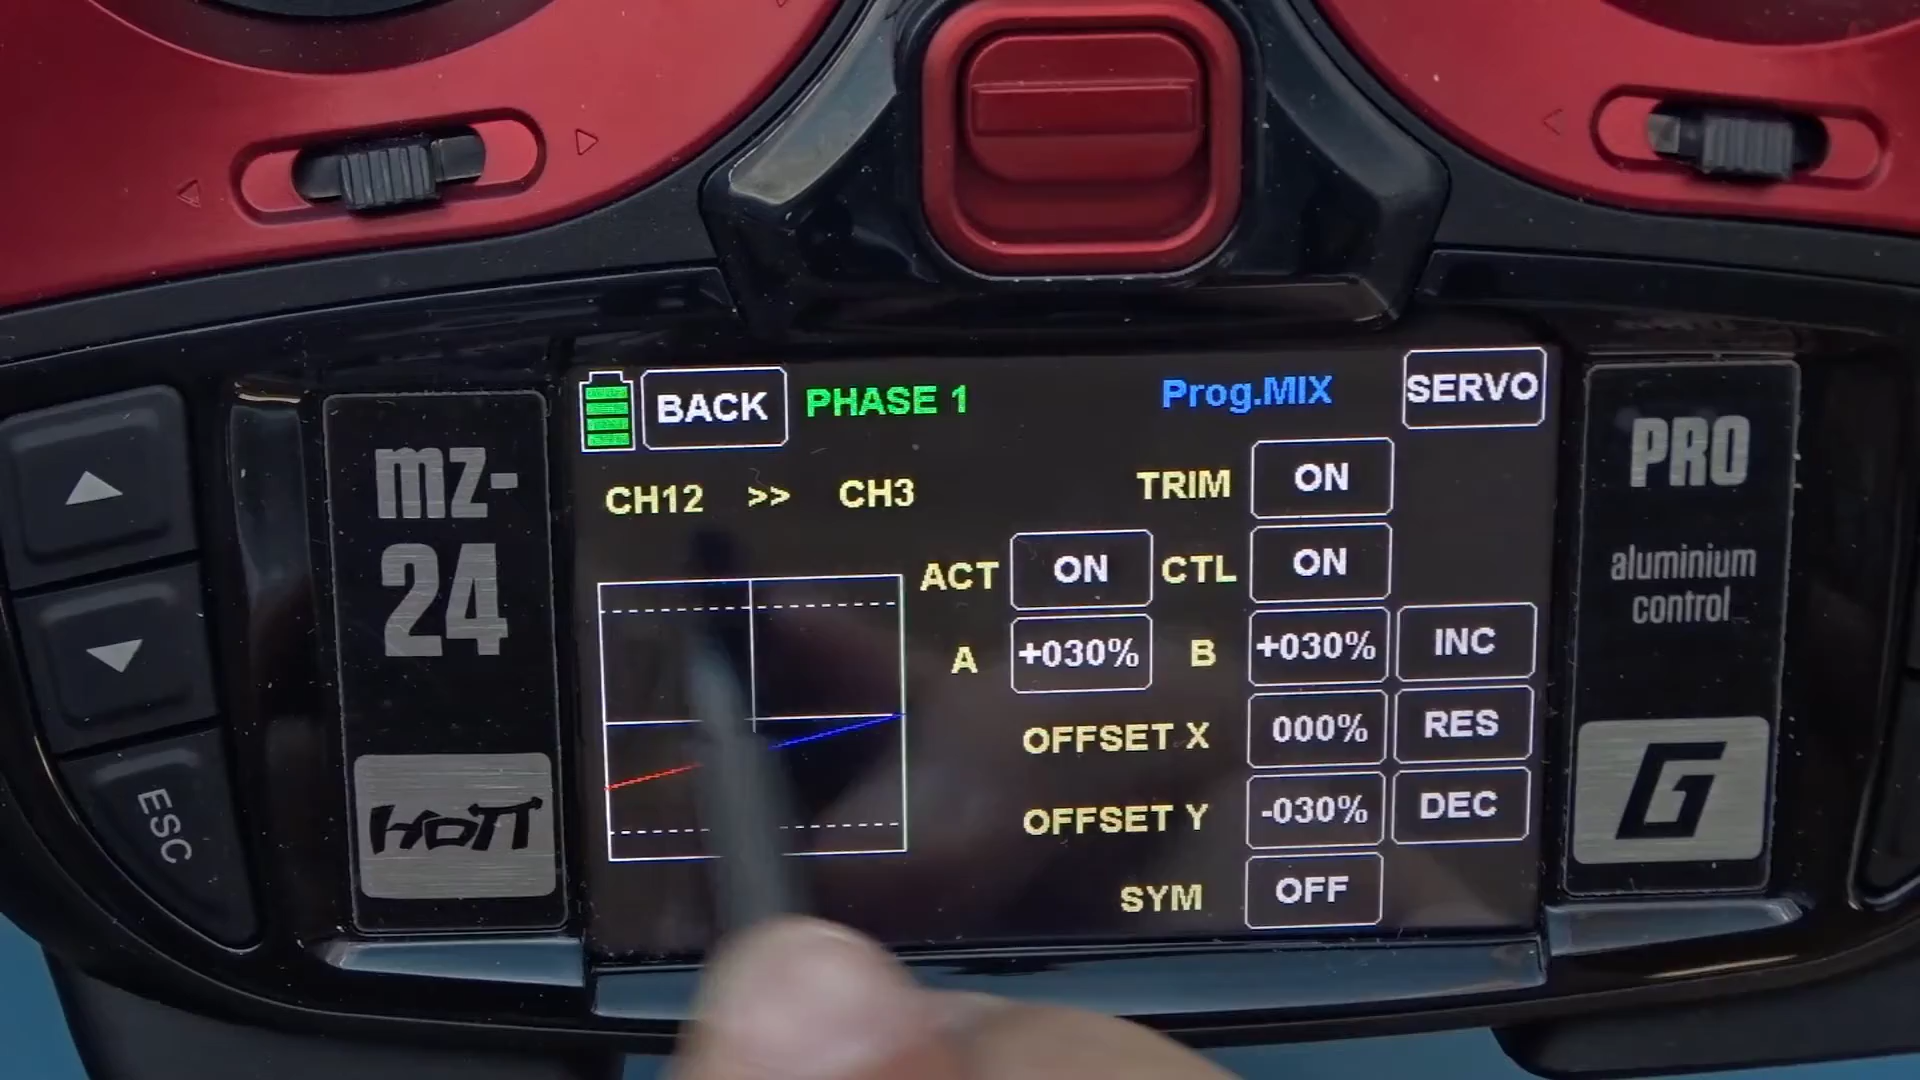 BACK PHASE 1 Prog.MIX SERVO
CH12 >> CH3 TRIM ON
ACT ON CTL ON
A +030% B +030% INC
OFFSET X 000% RES
OFFSET Y -030% DEC
SYM OFF
mz-
24
HoTT
ESC
PRO
aluminium
control
G